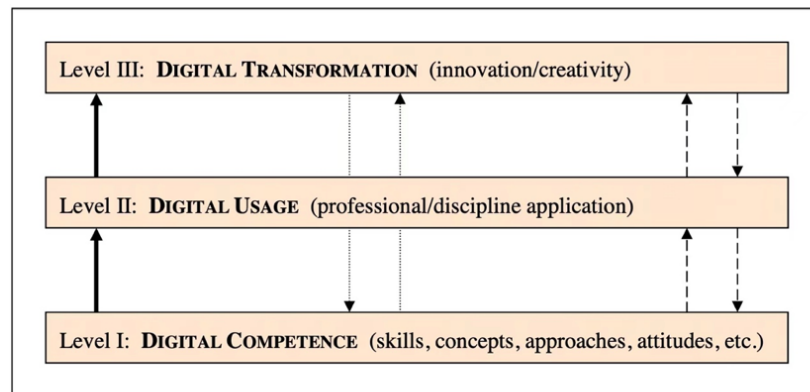 Level III: DIGITAL TRANSFORMATION (innovation/creativity)
Level II: DIGITAL USAGE (professional/discipline application)
Level I: DIGITAL COMPETENCE (skills, concepts, approaches, attitudes, etc.)